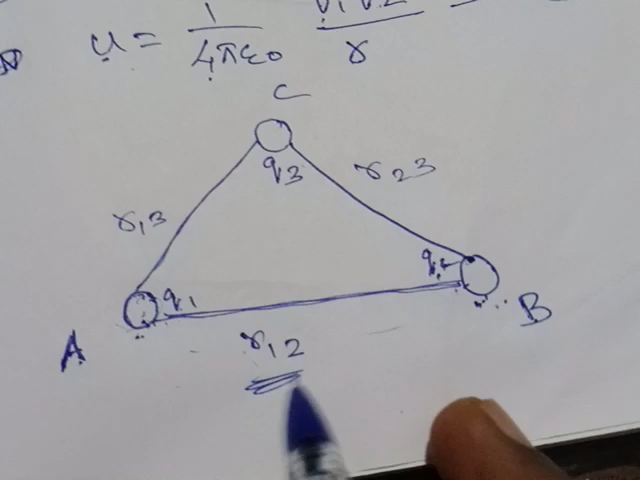 u = 1/4πε₀ q₁q₂/r
C
q₃
r₁₃ r₂₃
q₁ q₂
A B
r₁₂